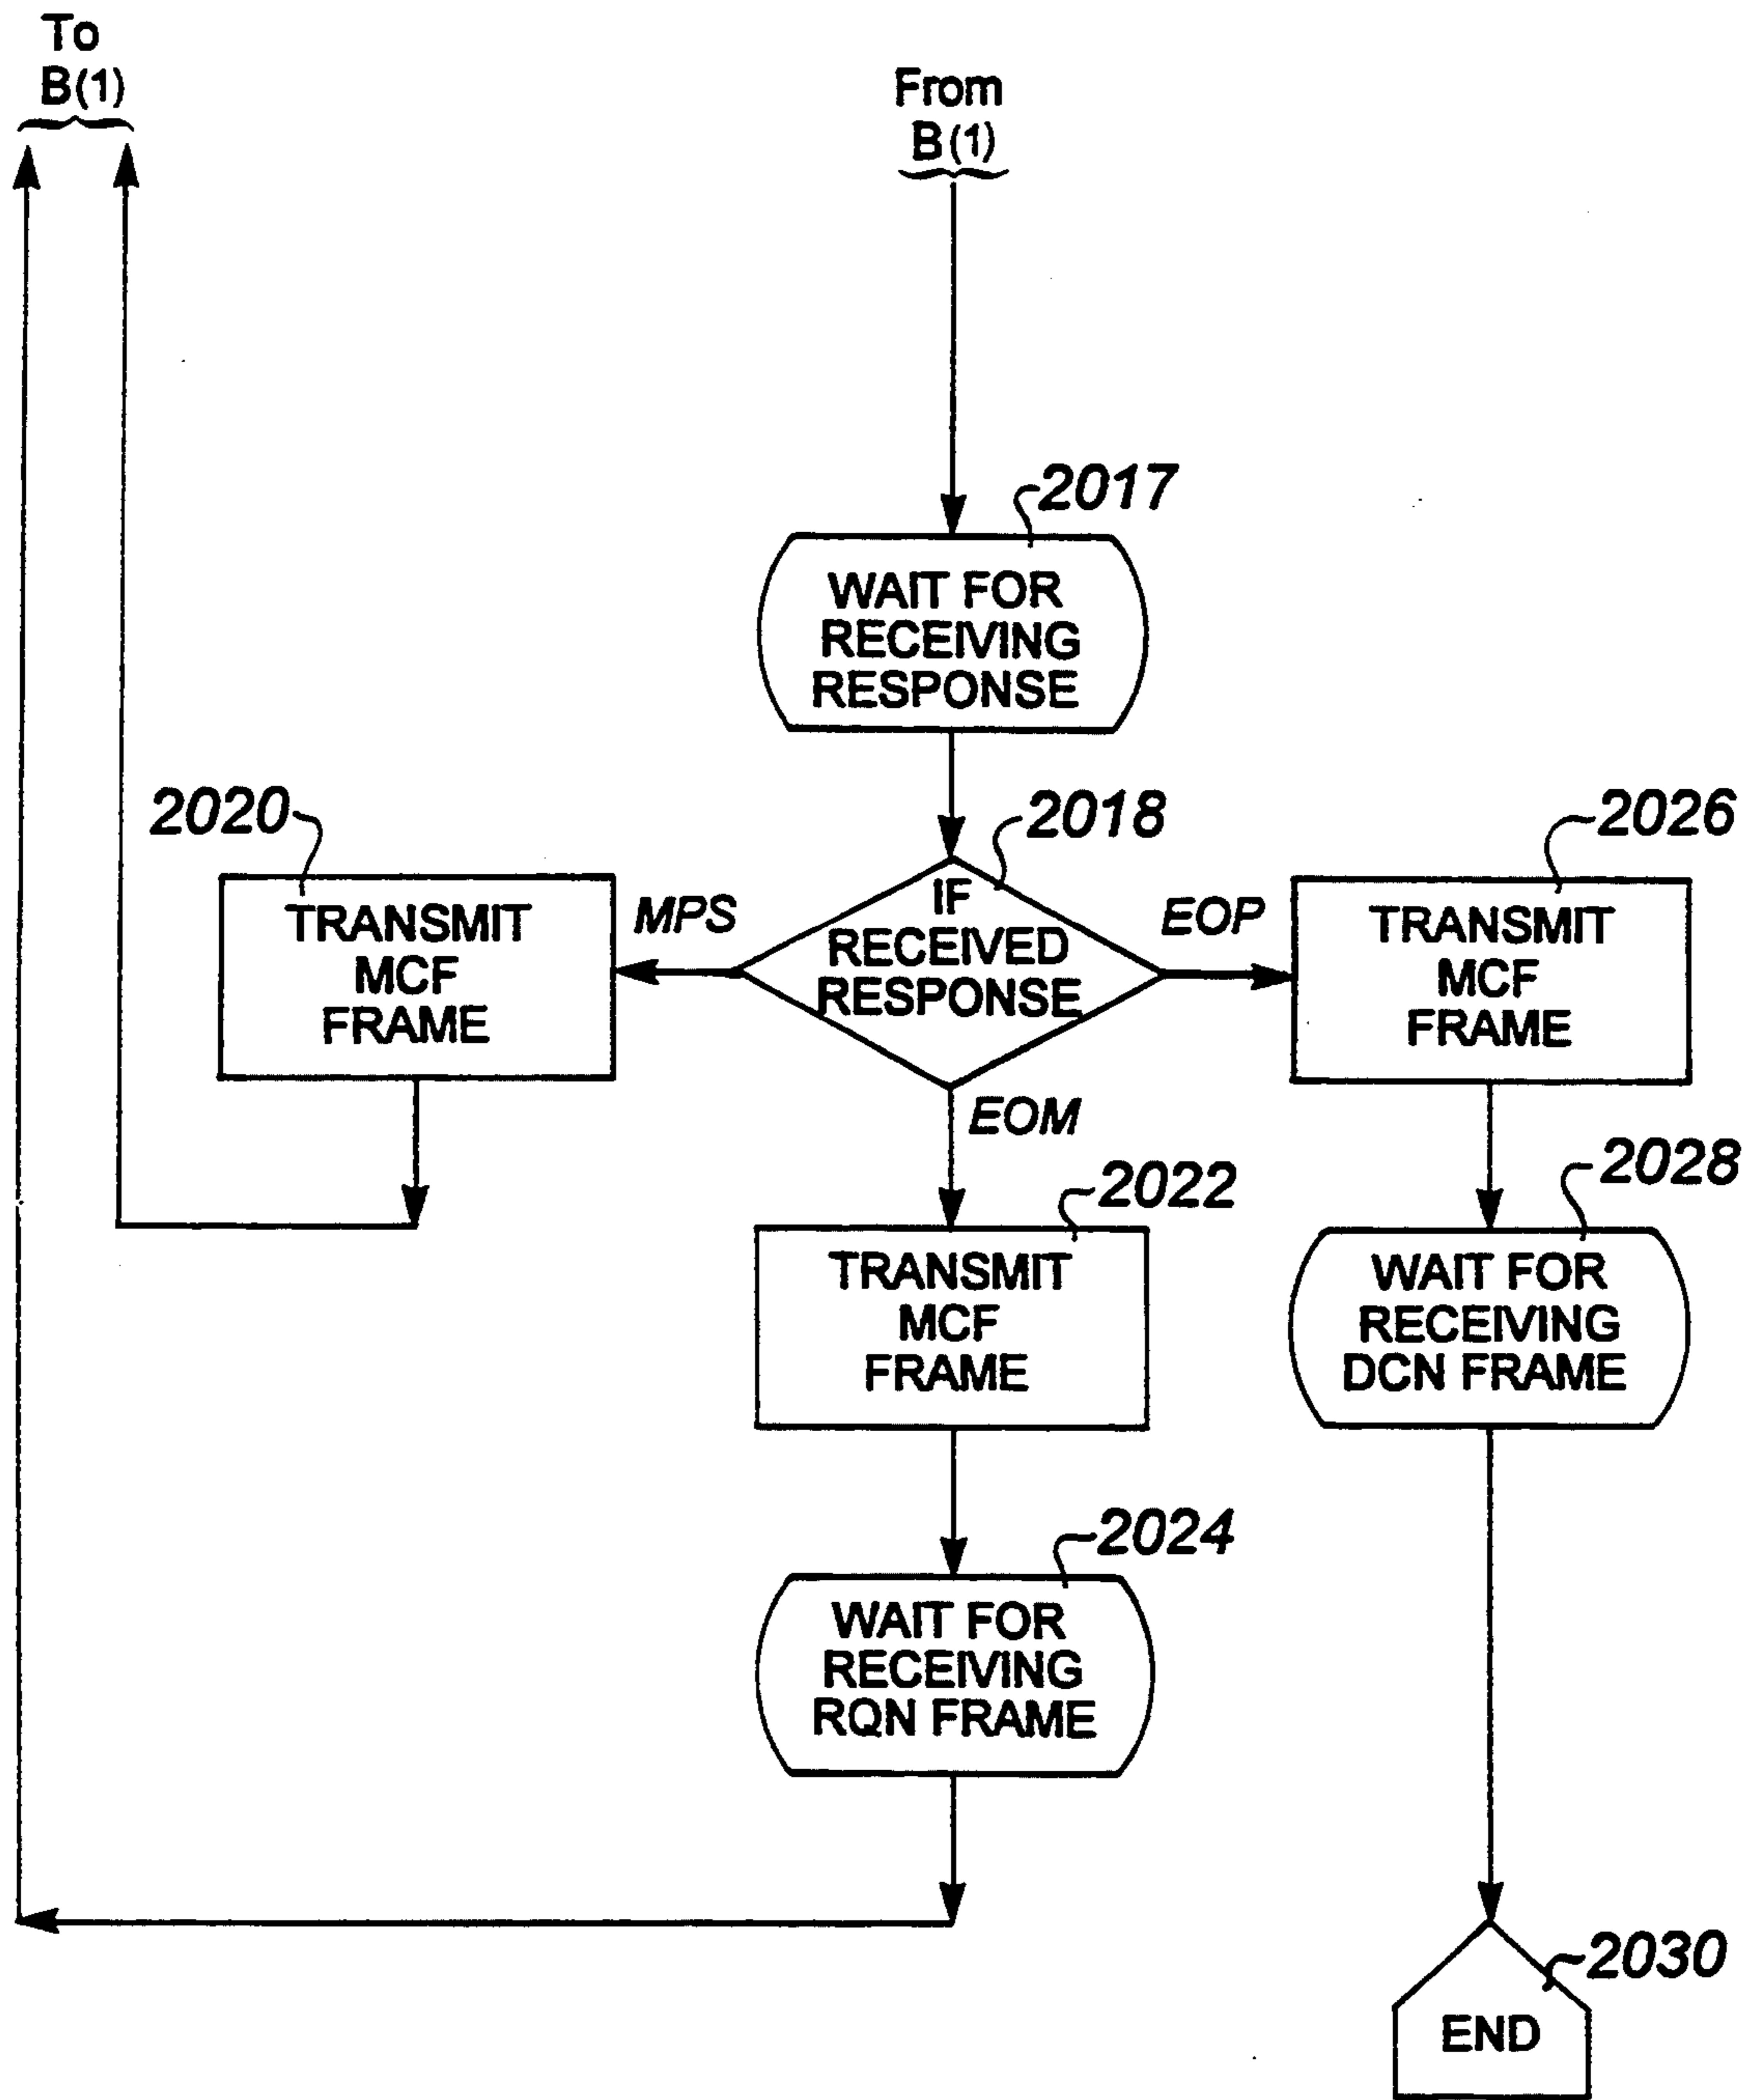 To
B(1)
From
B(1)
2017
WAIT FOR
RECEIVING
RESPONSE
2020
2018
2026
TRANSMIT
MCF
FRAME
MPS
IF
RECEIVED
RESPONSE
EOP
TRANSMIT
MCF
FRAME
EOM
2022
2028
TRANSMIT
MCF
FRAME
WAIT FOR
RECEIVING
DCN FRAME
2024
WAIT FOR
RECEIVING
RQN FRAME
2030
END